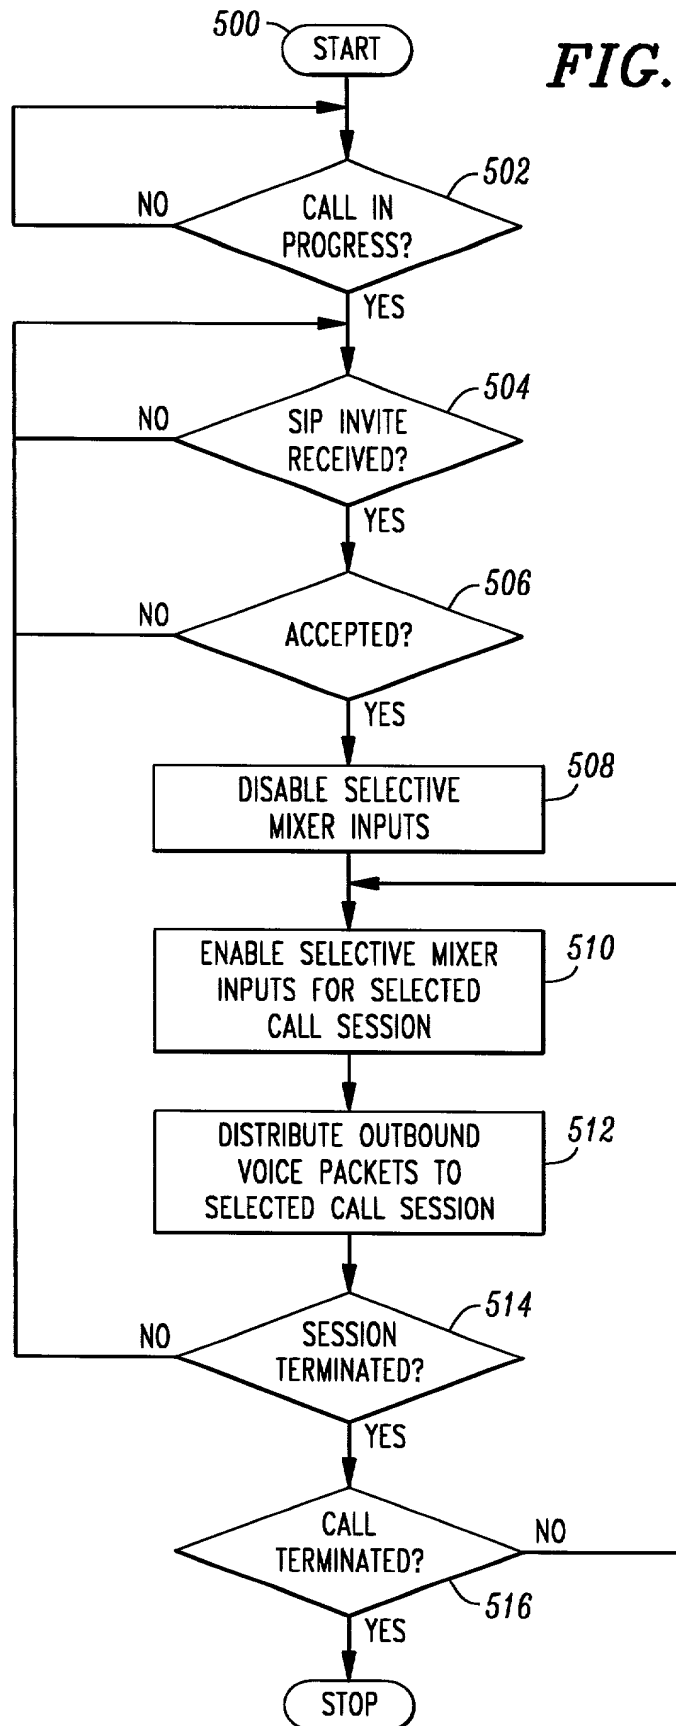 500
START
FIG.
502
NO
CALL IN
PROGRESS?
YES
504
NO
SIP INVITE
RECEIVED?
YES
506
NO
ACCEPTED?
YES
508
DISABLE SELECTIVE
MIXER INPUTS
510
ENABLE SELECTIVE MIXER
INPUTS FOR SELECTED
CALL SESSION
512
DISTRIBUTE OUTBOUND
VOICE PACKETS TO
SELECTED CALL SESSION
514
NO
SESSION
TERMINATED?
YES
CALL
TERMINATED?
NO
516
YES
STOP